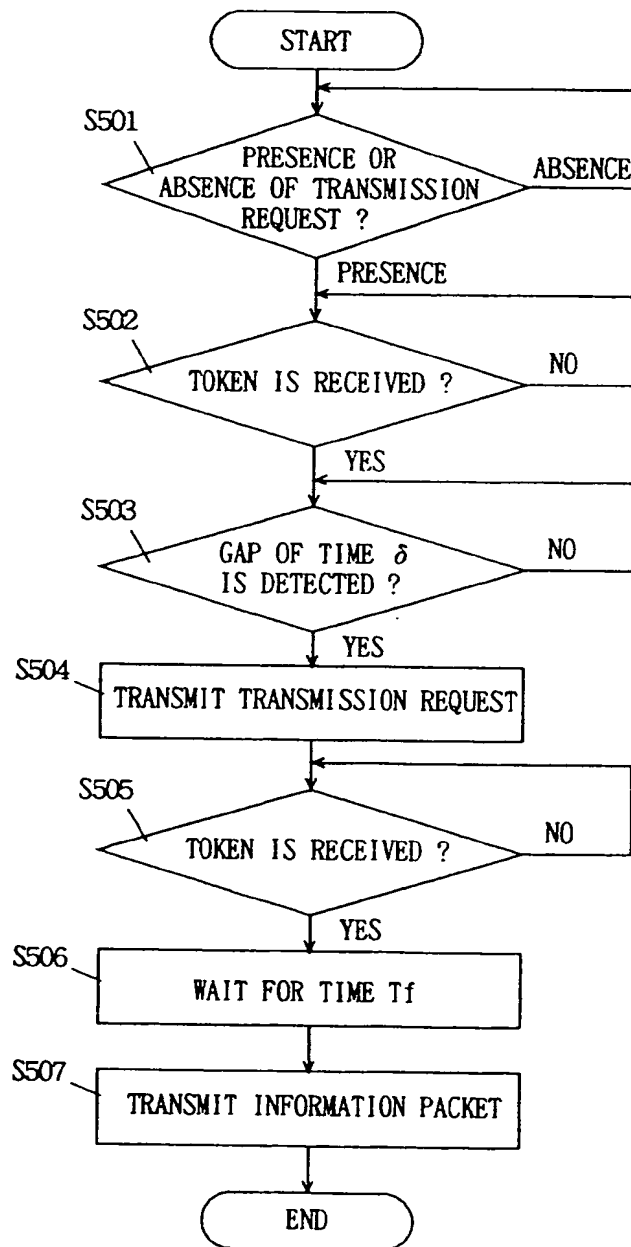 START
S501
PRESENCE OR
ABSENCE OF TRANSMISSION
REQUEST ?
ABSENCE
PRESENCE
S502
TOKEN IS RECEIVED ?
NO
YES
S503
GAP OF TIME δ
IS DETECTED ?
NO
YES
S504
TRANSMIT TRANSMISSION REQUEST
S505
TOKEN IS RECEIVED ?
NO
YES
S506
WAIT FOR TIME Tf
S507
TRANSMIT INFORMATION PACKET
END